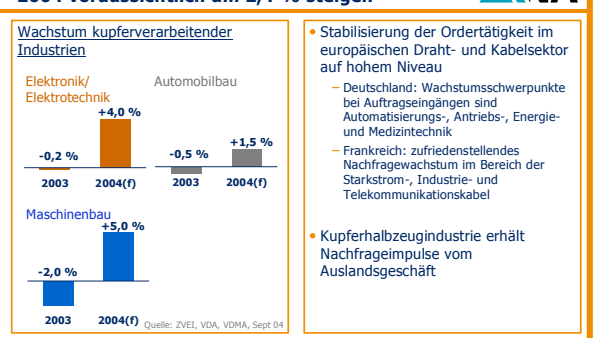 2004 voraussichtlich um 2,4 % steigen
Wachstum kupferverarbeitender
Industrien
Elektronik/
Elektrotechnik
Automobilbau
+4,0 %
-0,2 %
2003
2004(f)
+1,5 %
-0,5 %
2003
2004(f)
Maschinenbau
+5,0 %
-2,0 %
2003
2004(f)
Quelle: ZVEI, VDA, VDMA, Sept 04
• Stabilisierung der Ordertätigkeit im
europäischen Draht- und Kabelsektor
auf hohem Niveau
– Deutschland: Wachstumsschwerpunkte
bei Auftragseingängen sind
Automatisierungs-, Antriebs-, Energie-
und Medizintechnik
– Frankreich: zufriedenstellendes
Nachfragewachstum im Bereich der
Starkstrom-, Industrie- und
Telekommunikationskabel
• Kupferhalbzeugindustrie erhält
Nachfrageimpulse vom
Auslandsgeschäft